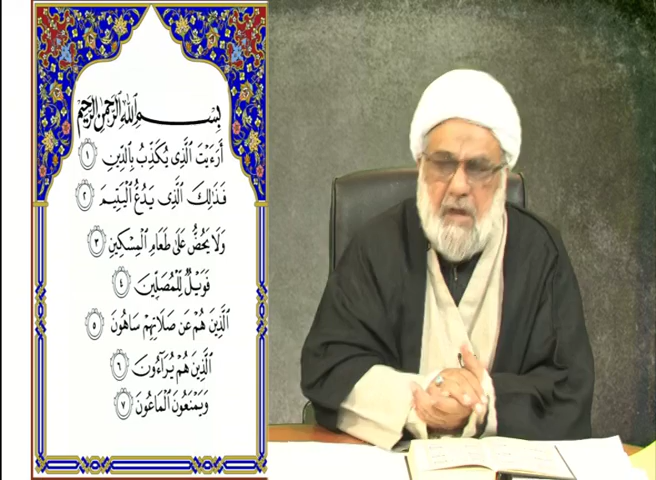 بِسْمِ اللَّهِ الرَّحْمَٰنِ الرَّحِيمِ
أَرَءَيْتَ الَّذِى يُكَذِّبُ بِالدِّينِ ۝١
فَذَٰلِكَ الَّذِى يَدُعُّ الْيَتِيمَ ۝٢
وَلَا يَحُضُّ عَلَىٰ طَعَامِ الْمِسْكِينِ ۝٣
فَوَيْلٌ لِّلْمُصَلِّينَ ۝٤
الَّذِينَ هُمْ عَن صَلَاتِهِمْ سَاهُونَ ۝٥
الَّذِينَ هُمْ يُرَآءُونَ ۝٦
وَيَمْنَعُونَ الْمَاعُونَ ۝٧